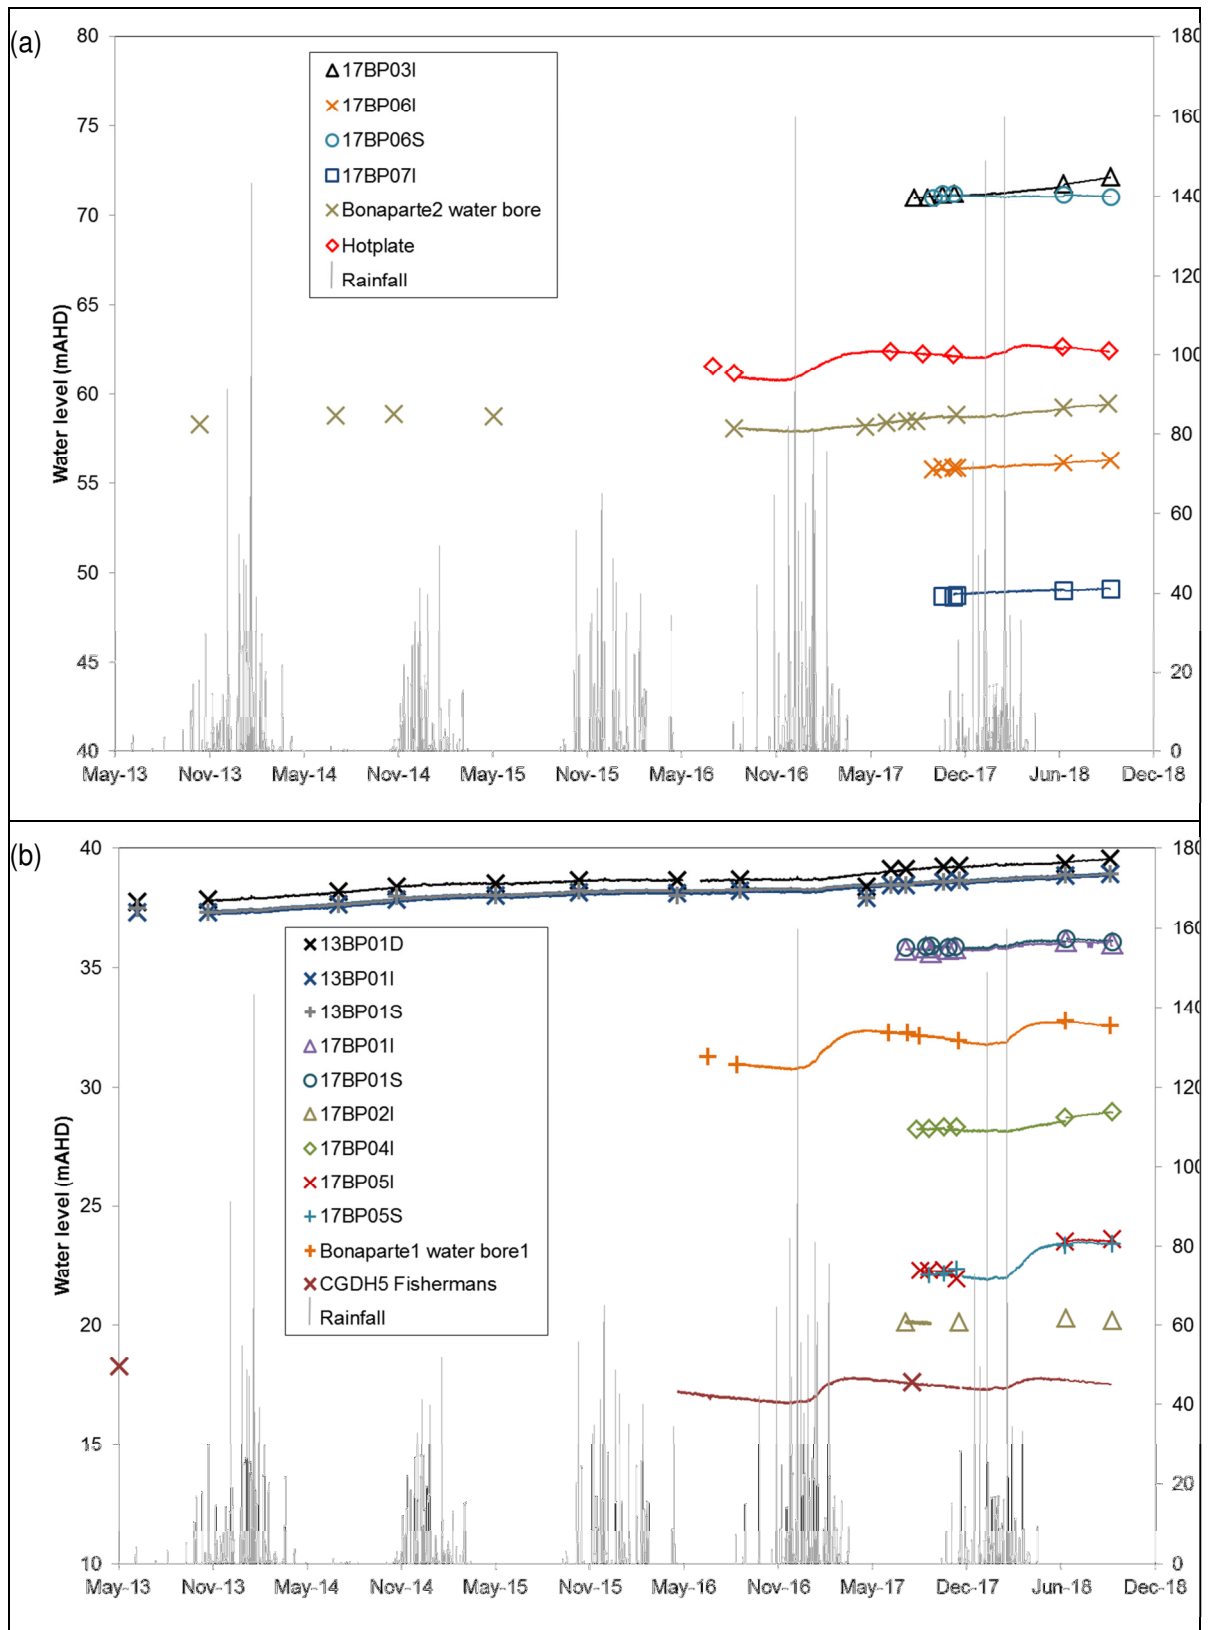 (a)
80
75
70
65
60
55
50
45
40
Water level (mAHD)
17BP03I
17BP06I
17BP06S
17BP07I
Bonaparte2 water bore
Hotplate
Rainfall
180
160
140
120
100
80
60
40
20
0
May-13 Nov-13 May-14 Nov-14 May-15 Nov-15 May-16 Nov-16 May-17 Dec-17 Jun-18 Dec-18
(b)
40
35
30
25
20
15
10
Water level (mAHD)
13BP01D
13BP01I
13BP01S
17BP01I
17BP01S
17BP02I
17BP04I
17BP05I
17BP05S
Bonaparte1 water bore1
CGDH5 Fishermans
Rainfall
180
160
140
120
100
80
60
40
20
0
May-13 Nov-13 May-14 Nov-14 May-15 Nov-15 May-16 Nov-16 May-17 Dec-17 Jun-18 Dec-18